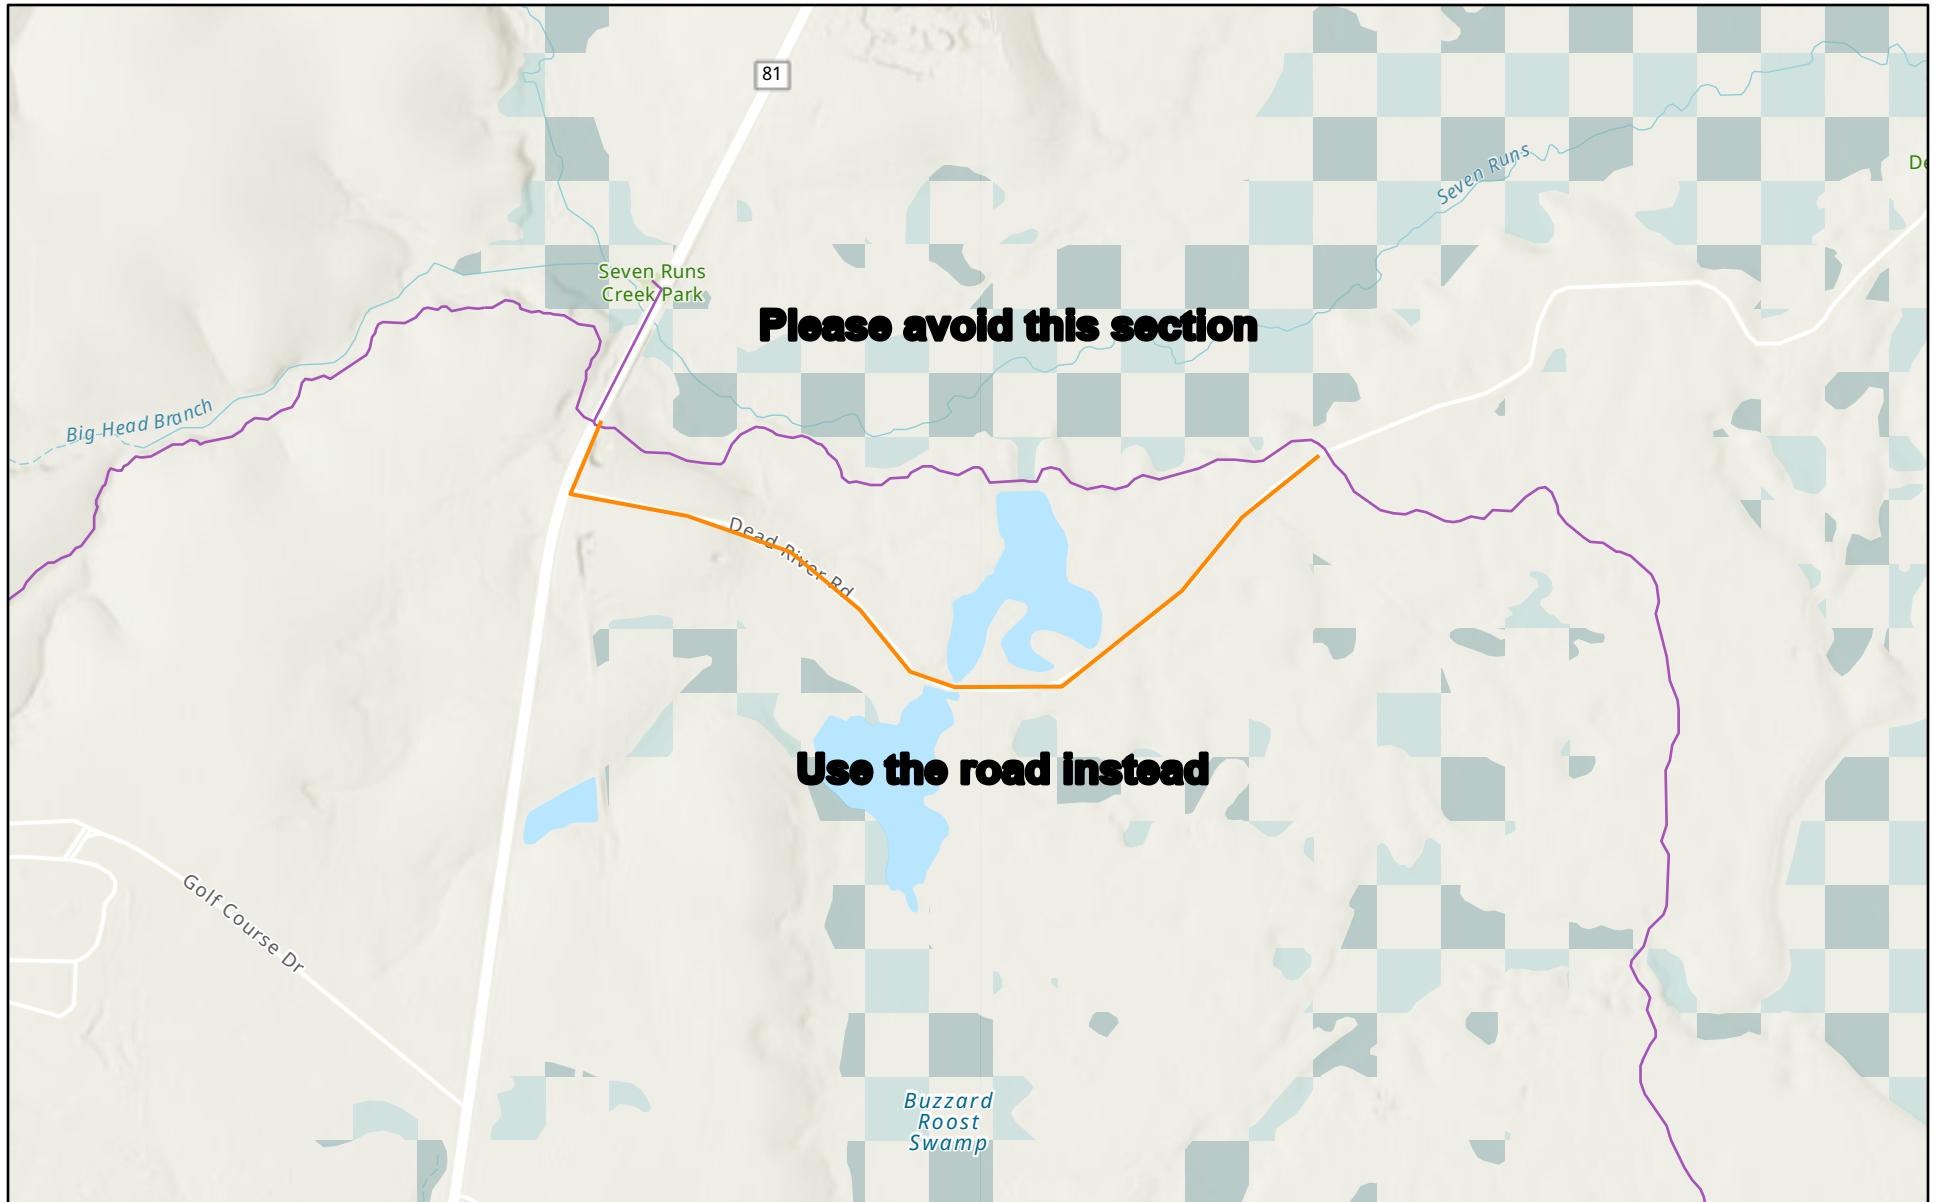 81
Seven Runs
De
Seven Runs
Creek Park
Please avoid this section
Big Head Branch
Dead River Rd
Use the road instead
Golf Course Dr
Buzzard
Roost
Swamp